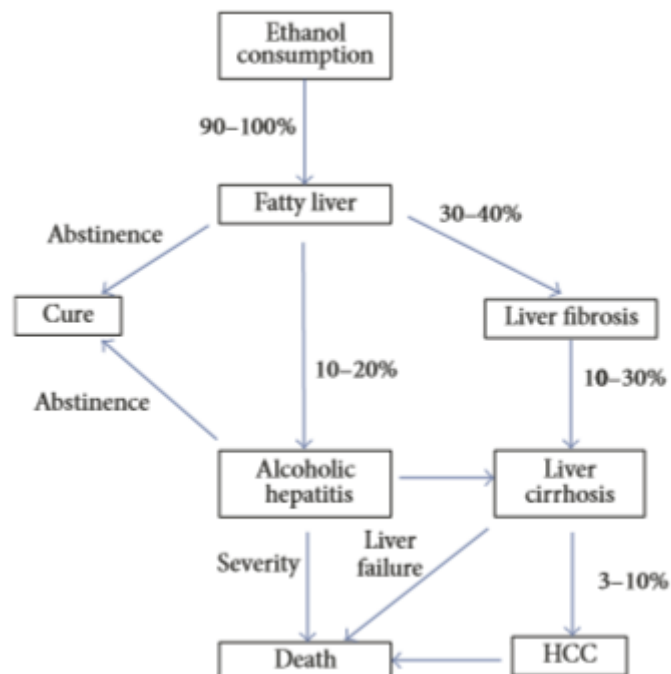 Ethanol
consumption
90–100%
Fatty liver
Abstinence
30–40%
Cure
Liver fibrosis
10–20%
10–30%
Abstinence
Alcoholic
hepatitis
Liver
cirrhosis
Severity
Liver
failure
3–10%
Death
HCC